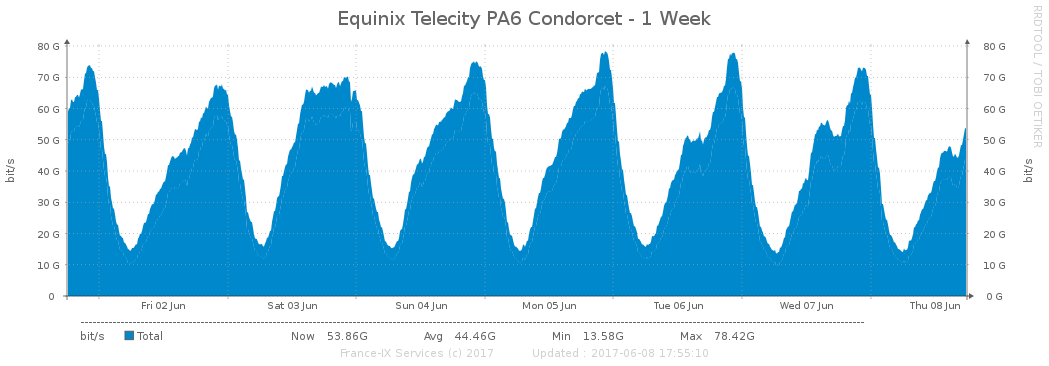 Equinix Telecity PA6 Condorcet - 1 Week
RRDTOOL / TOBI OETIKER
80 G 80 G
70 G 70 G
60 G 60 G
50 G 50 G
40 G 40 G
30 G 30 G
20 G 20 G
10 G 10 G
0 0 G
bit/s
bit/s
Fri 02 Jun Sat 03 Jun Sun 04 Jun Mon 05 Jun Tue 06 Jun Wed 07 Jun Thu 08 Jun
bit/s Total Now 53.86G Avg 44.46G Min 13.58G Max 78.42G
France-IX Services (c) 2017 Updated : 2017-06-08 17:55:10